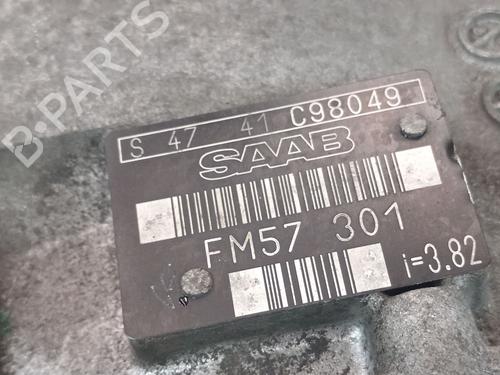 B-PARTS
S 47 41 C98049
SAAB
FM57 301
i=3.82